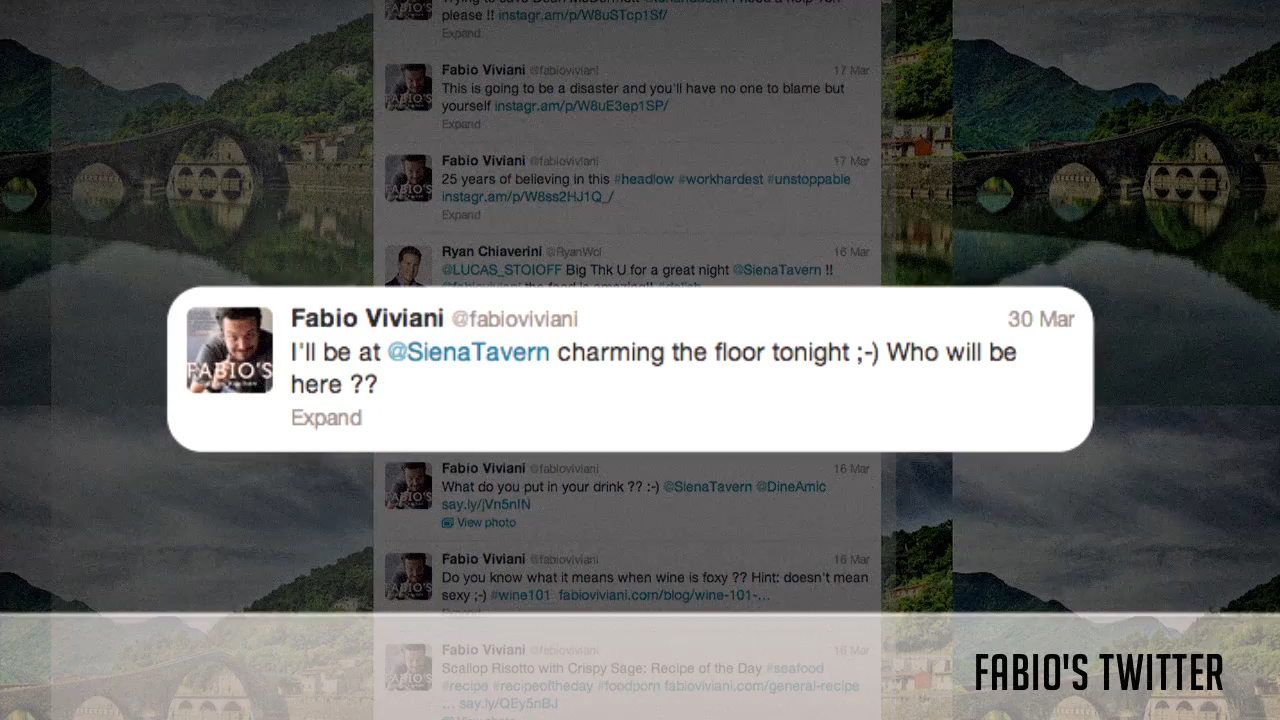 please !! instagr.am/p/W8uSTcp1Sf/
Expand
Fabio Viviani @fabioviviani 17 Mar
This is going to be a disaster and you'll have no one to blame but
yourself instagr.am/p/W8uE3ep1SP/
Expand
Fabio Viviani @fabioviviani 17 Mar
25 years of believing in this #headlow #workhardest #unstoppable
instagr.am/p/W8ss2HJ1Q_/
Expand
Ryan Chiaverini @RyanWci 16 Mar
@LUCAS_STOIOFF Big Thk U for a great night @SienaTavern !!
Fabio Viviani @fabioviviani 30 Mar
I'll be at @SienaTavern charming the floor tonight ;-) Who will be
here ??
Expand
FABIO'S
Fabio Viviani @fabioviviani 16 Mar
What do you put in your drink ?? :-) @SienaTavern @DineAmic
say.ly/jVn5nIN
View photo
Fabio Viviani @fabioviviani 16 Mar
Do you know what it means when wine is foxy ?? Hint: doesn't mean
sexy ;-) #wine101 fabioviviani.com/blog/wine-101-...
Fabio Viviani @fabioviviani 16 Mar
Scallop Risotto with Crispy Sage: Recipe of the Day #seafood
#recipe #recipeoftheday #foodporn fabioviviani.com/general-recipe
... say.ly/QEy5nBJ
FABIO'S TWITTER